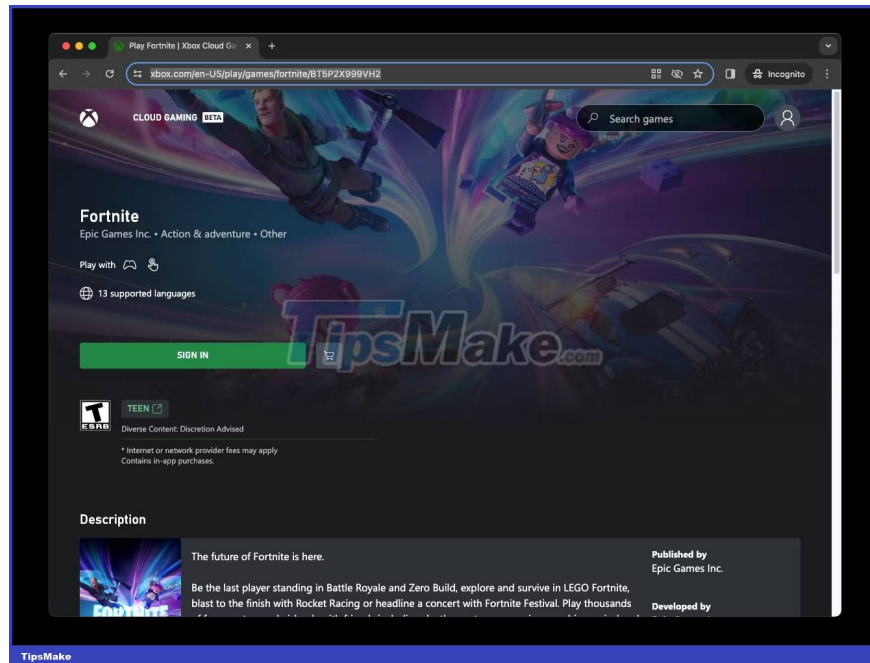 Play Fortnite | Xbox Cloud Ga
xbox.com/en-US/play/games/fortnite/BT5P2X999VH2
Incognito
CLOUD GAMING BETA
Search games
Fortnite
Epic Games Inc. • Action & adventure • Other
Play with
13 supported languages
SIGN IN
TipsMake.com
T
ESRB
TEEN
Diverse Content: Discretion Advised
* Internet or network provider fees may apply
Contains in-app purchases.
Description
The future of Fortnite is here.
Published by
Epic Games Inc.
Be the last player standing in Battle Royale and Zero Build, explore and survive in LEGO Fortnite,
blast to the finish with Rocket Racing or headline a concert with Fortnite Festival. Play thousands
Developed by
FORTNITE
TipsMake